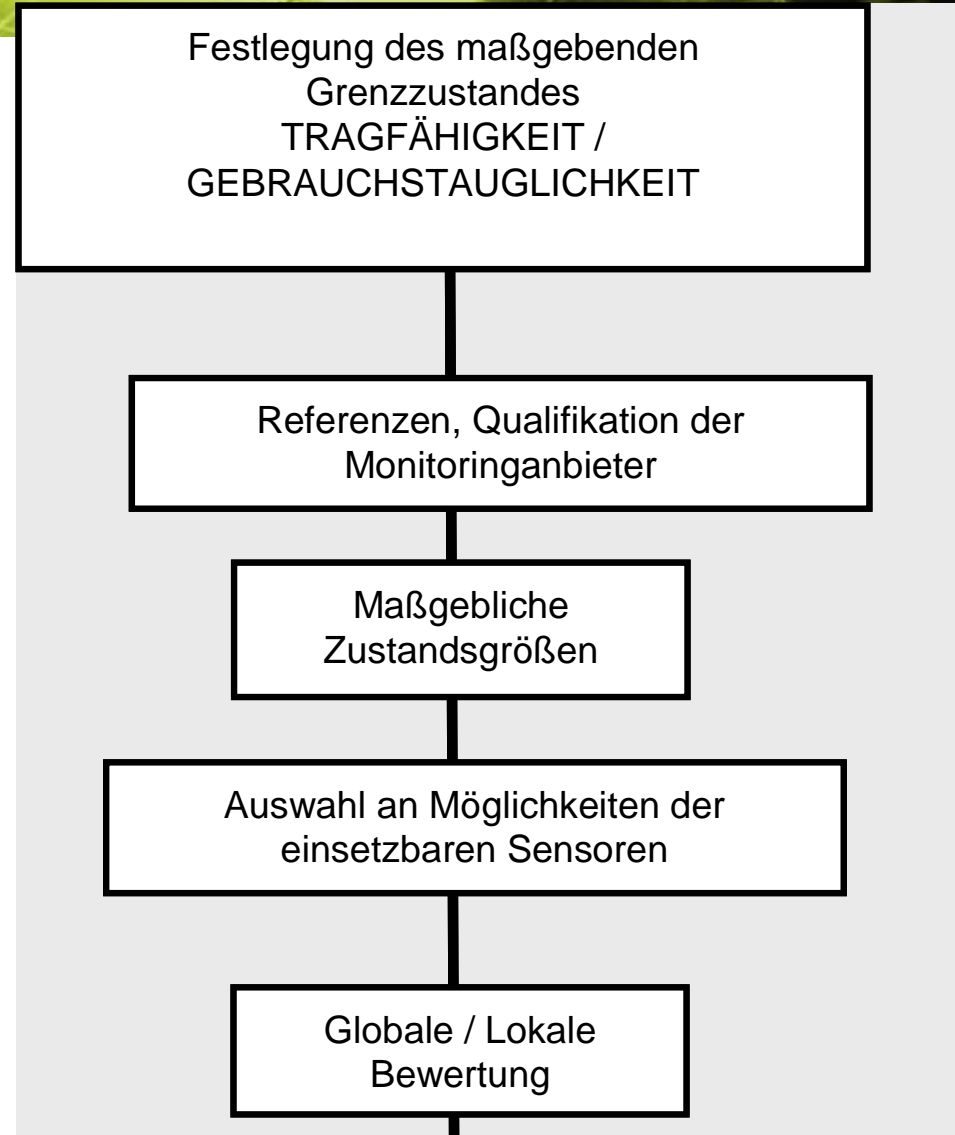 Festlegung des maßgebenden
Grenzzustandes
TRAGFÄHIGKEIT /
GEBRAUCHSTAUGLICHKEIT
Referenzen, Qualifikation der
Monitoringanbieter
Maßgebliche
Zustandsgrößen
Auswahl an Möglichkeiten der
einsetzbaren Sensoren
Globale / Lokale
Bewertung